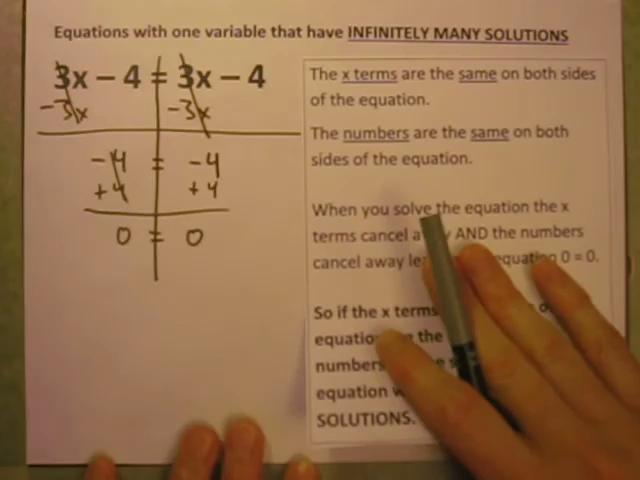 Equations with one variable that have INFINITELY MANY SOLUTIONS
3x – 4 = 3x – 4
-3x -3x
-4 = -4
+4 +4
0 = 0
The x terms are the same on both sides
of the equation.
The numbers are the same on both
sides of the equation.
When you solve the equation the x
terms cancel AND the numbers
cancel away equation 0 = 0.
So if the x terms
the
numbers
equation
SOLUTIONS.